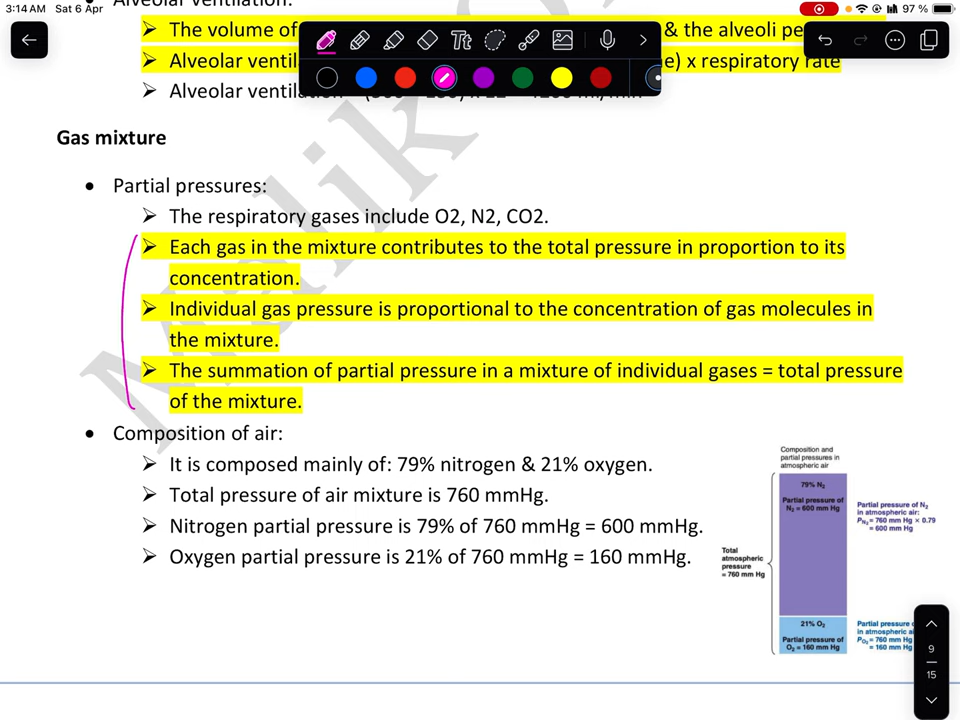 3:14 AM Sat 6 Apr
97 %
Alveolar ventilation:
The volume of & the alveoli pe
Alveolar ventil e) x respiratory rate
Tt
Alveolar ventilation
Gas mixture
Partial pressures:
The respiratory gases include O2, N2, CO2.
Each gas in the mixture contributes to the total pressure in proportion to its
concentration.
Individual gas pressure is proportional to the concentration of gas molecules in
the mixture.
The summation of partial pressure in a mixture of individual gases = total pressure
of the mixture.
Composition of air:
It is composed mainly of: 79% nitrogen & 21% oxygen.
Total pressure of air mixture is 760 mmHg.
Nitrogen partial pressure is 79% of 760 mmHg = 600 mmHg.
Oxygen partial pressure is 21% of 760 mmHg = 160 mmHg.
Composition and
partial pressures in
atmospheric air
79% N2
Partial pressure of
N2 = 600 mm Hg
Partial pressure of N2
in atmospheric air:
PN2 = 760 mm Hg × 0.79
= 600 mm Hg
Total
atmospheric
pressure
= 760 mm Hg
21% O2
Partial pressure of
O2 = 160 mm Hg
Partial pressure
in atmospheric ai
PO2 = 760 mm H
= 160 mm Hg
9
15
Malik